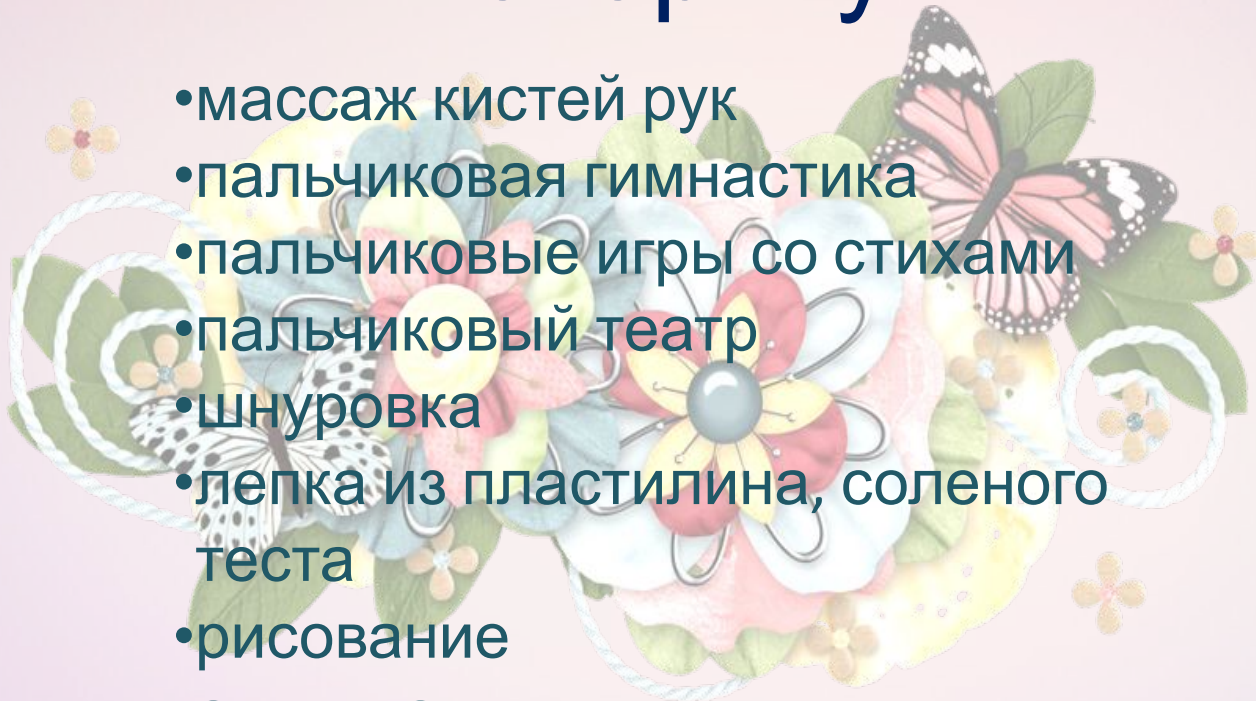 •массаж кистей рук
•пальчиковая гимнастика
•пальчиковые игры со стихами
•пальчиковый театр
•шнуровка
•лепка из пластилина, соленого
теста
•рисование